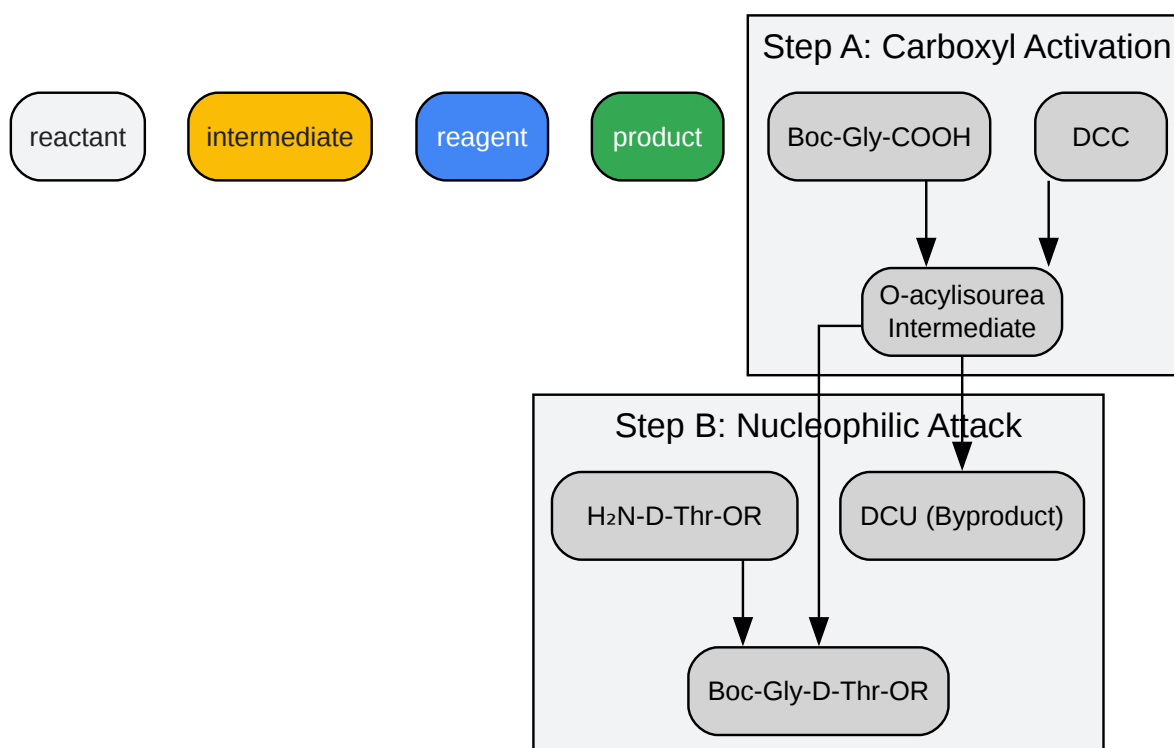 Step A: Carboxyl Activation
reactant
intermediate
reagent
product
Boc-Gly-COOH
DCC
O-acylisourea
Intermediate
Step B: Nucleophilic Attack
H₂N-D-Thr-OR
DCU (Byproduct)
Boc-Gly-D-Thr-OR